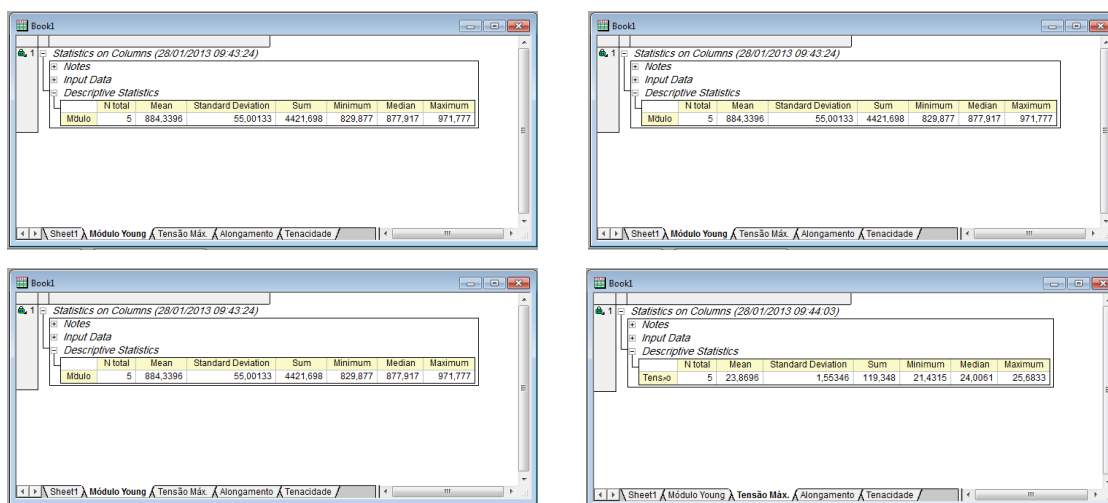 Book1
1 Statistics on Columns (28/01/2013 09:43:24)
Notes
Input Data
Descriptive Statistics
N total Mean Standard Deviation Sum Minimum Median Maximum
Mdulo 5 884,3396 55,00133 4421,698 829,877 877,917 971,777
Sheet1 Módulo Young Tensão Máx. Alongamento Tenacidade
Book1
1 Statistics on Columns (28/01/2013 09:43:24)
Notes
Input Data
Descriptive Statistics
N total Mean Standard Deviation Sum Minimum Median Maximum
Mdulo 5 884,3396 55,00133 4421,698 829,877 877,917 971,777
Sheet1 Módulo Young Tensão Máx. Alongamento Tenacidade
Book1
1 Statistics on Columns (28/01/2013 09:43:24)
Notes
Input Data
Descriptive Statistics
N total Mean Standard Deviation Sum Minimum Median Maximum
Mdulo 5 884,3396 55,00133 4421,698 829,877 877,917 971,777
Sheet1 Módulo Young Tensão Máx. Alongamento Tenacidade
Book1
1 Statistics on Columns (28/01/2013 09:44:03)
Notes
Input Data
Descriptive Statistics
N total Mean Standard Deviation Sum Minimum Median Maximum
5 23,8696 1,55346 119,348 21,4315 24,0061 25,6833
Sheet1 Módulo Young Tensão Máx. Alongamento Tenacidade